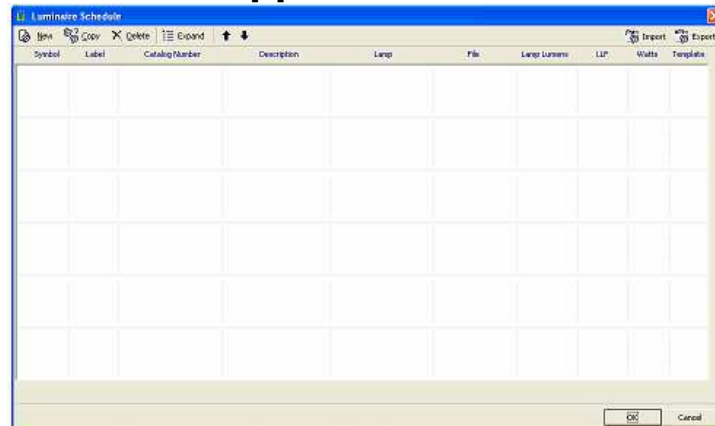 Luminaire Schedule
New Copy Delete Expand Import Export
Symbol Label Catalog Number Description Lamp File Lamp Lumens LLF Watts Template
OK Cancel